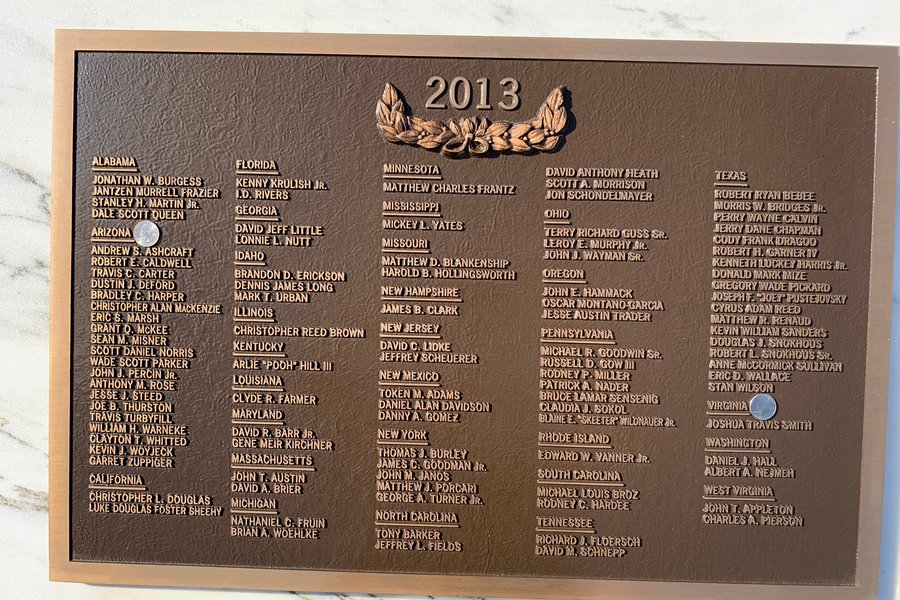 2013
ALABAMA
JONATHAN W. BURGESS
JANTZEN MURRELL FRAZIER
STANLEY H. MARTIN JR.
DALE SCOTT QUEEN
ARIZONA
ANDREW S. ASHCRAFT
ROBERT E. CALDWELL
TRAVIS C. CARTER
DUSTIN J. DEFORD
BRADLEY C. HARPER
CHRISTOPHER ALAN MacKENZIE
ERIC S. MARSH
GRANT Q. McKEE
SEAN M. MISNER
SCOTT DANIEL NORRIS
WADE SCOTT PARKER
JOHN J. PERCIN JR.
ANTHONY M. ROSE
JESSE J. STEED
JOE B. THURSTON
TRAVIS TURBYFILL
WILLIAM H. WARNEKE
CLAYTON T. WHITTED
KEVIN J. WOYJECK
GARRET ZUPPIGER
CALIFORNIA
CHRISTOPHER L. DOUGLAS
LUKE DOUGLAS FOSTER SHEEHY
FLORIDA
KENNY KRULISH JR.
I.D. RIVERS
GEORGIA
DAVID JEFF LITTLE
LONNIE L. NUTT
IDAHO
BRANDON D. ERICKSON
DENNIS JAMES LONG
MARK T. URBAN
ILLINOIS
CHRISTOPHER REED BROWN
KENTUCKY
ARLIE "POOH" HILL III
LOUISIANA
CLYDE R. FARMER
MARYLAND
DAVID R. BARR JR.
GENE MEIR KIRCHNER
MASSACHUSETTS
JOHN T. AUSTIN
DAVID A. BRIER
MICHIGAN
NATHANIEL C. FRUIN
BRIAN A. WOEHLKE
MINNESOTA
MATTHEW CHARLES FRANTZ
MISSISSIPPI
MICKEY L. YATES
MISSOURI
MATTHEW D. BLANKENSHIP
HAROLD B. HOLLINGSWORTH
NEW HAMPSHIRE
JAMES B. CLARK
NEW JERSEY
DAVID C. LIDKE
JEFFREY SCHEUERER
NEW MEXICO
TOKEN M. ADAMS
DANIEL ALAN DAVIDSON
DANNY A. GOMEZ
NEW YORK
THOMAS J. BURLEY
JAMES C. GOODMAN JR.
JOHN M. JANOS
MATTHEW J. PORCARI
GEORGE A. TURNER JR.
NORTH CAROLINA
TONY BARKER
JEFFREY L. FIELDS
DAVID ANTHONY HEATH
SCOTT A. MORRISON
JON SCHONDELMAYER
OHIO
TERRY RICHARD GUSS SR.
LEROY E. MURPHY JR.
JOHN J. WAYMAN SR.
OREGON
JOHN E. HAMMACK
OSCAR MONTANO-GARCIA
JESSE AUSTIN TRADER
PENNSYLVANIA
MICHAEL R. GOODWIN SR.
RUSSELL D. GOW III
RODNEY P. MILLER
PATRICK A. NADER
BRUCE LAMAR SENSENIG
CLAUDIA J. SOKOL
BLAINE E. "SKEETER" WILDNAUER JR.
RHODE ISLAND
EDWARD W. VANNER JR.
SOUTH CAROLINA
MICHAEL LOUIS BROZ
RODNEY C. HARDEE
TENNESSEE
RICHARD J. FLOERSCH
DAVID M. SCHNEPP
TEXAS
ROBERT RYAN BEBEE
MORRIS W. BRIDGES JR.
PERRY WAYNE CALVIN
JERRY DANE CHAPMAN
CODY FRANK DRAGOO
ROBERT H. GARNER IV
KENNETH LUCKEY HARRIS JR.
DONALD MARK MIZE
GREGORY WADE PICKARD
JOSEPH F. "JOEY" PUSTEJOVSKY
CYRUS ADAM REED
MATTHEW R. RENAUD
KEVIN WILLIAM SANDERS
DOUGLAS J. SNOKHOUS
ROBERT L. SNOKHOUS SR.
ANNE McCORMICK SULLIVAN
ERIC D. WALLACE
STAN WILSON
VIRGINIA
JOSHUA TRAVIS SMITH
WASHINGTON
DANIEL J. HALL
ALBERT A. NEJMEH
WEST VIRGINIA
JOHN T. APPLETON
CHARLES A. PIERSON